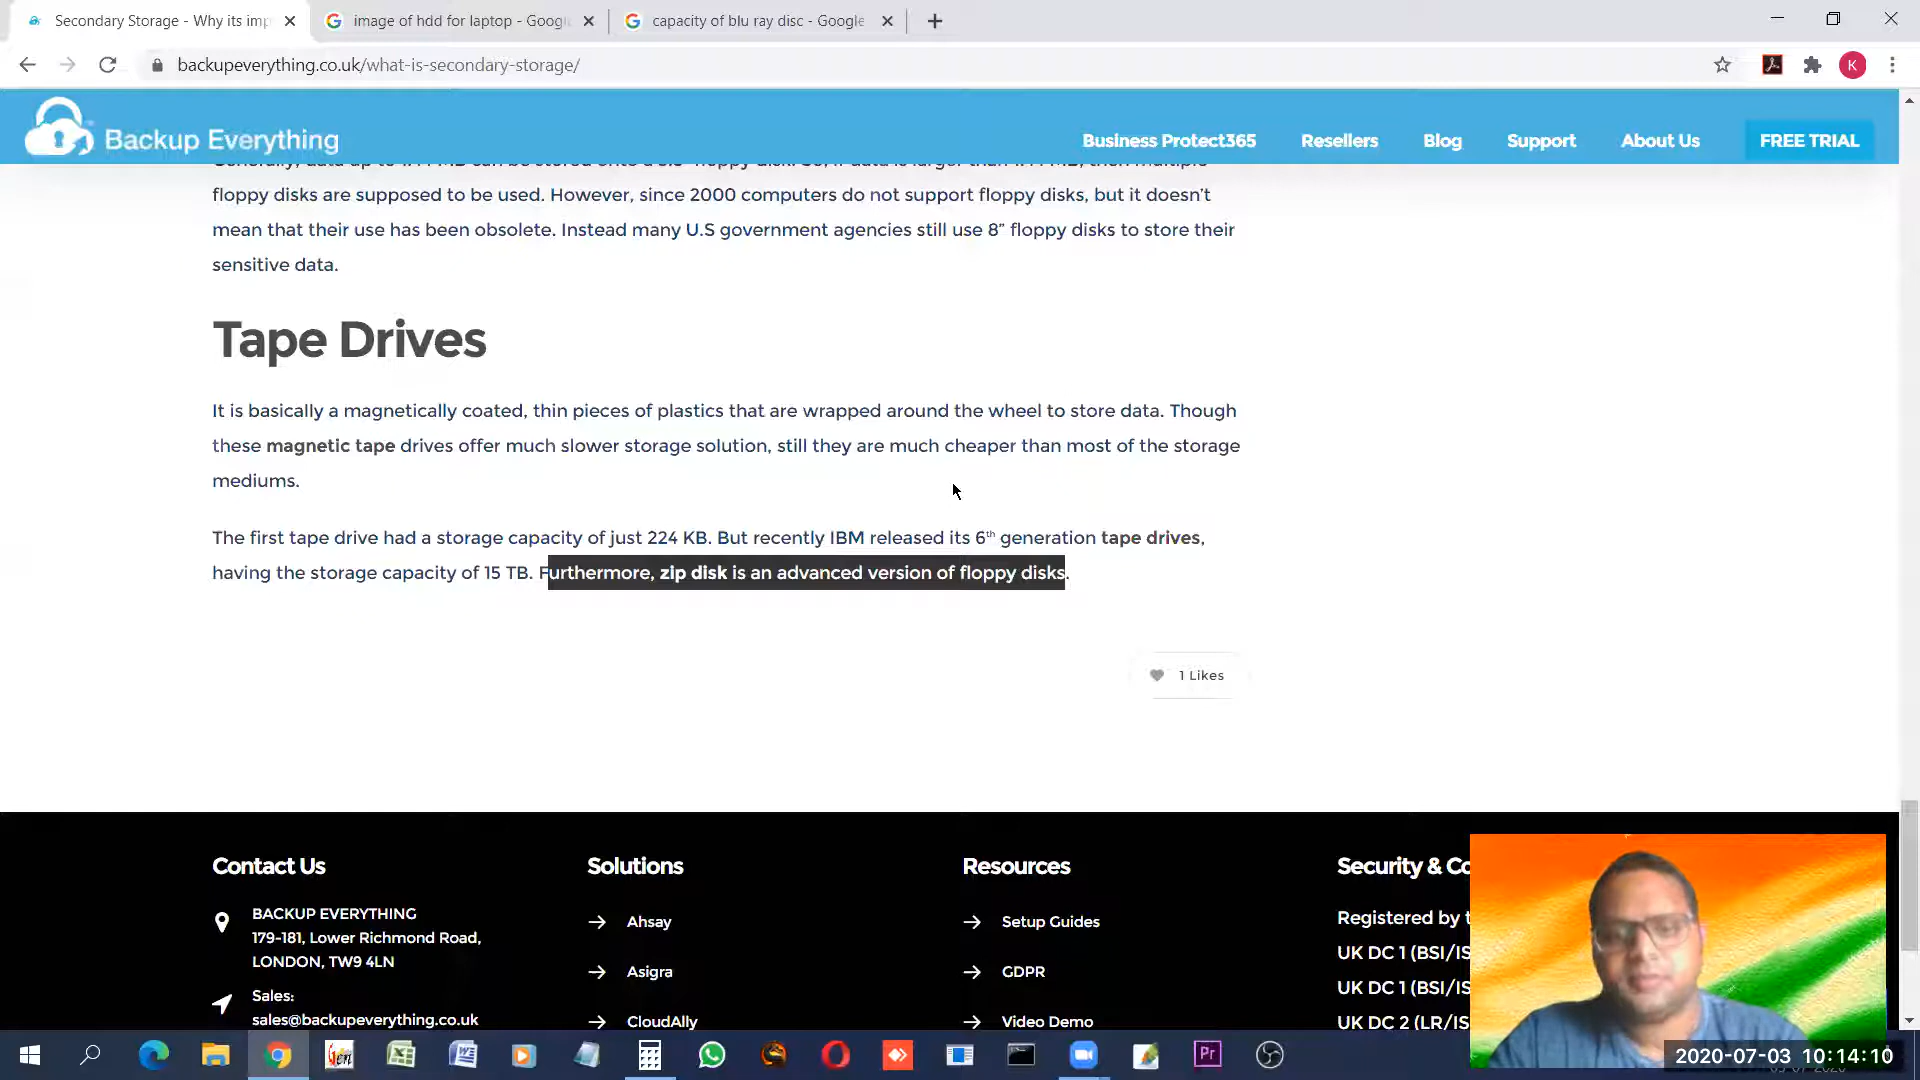 Secondary Storage - Why its imp
image of hdd for laptop - Goog
capacity of blu ray disc - Google
backupeverything.co.uk/what-is-secondary-storage/
K
Backup Everything
Business Protect365
Resellers
Blog
Support
About Us
FREE TRIAL
floppy disks are supposed to be used. However, since 2000 computers do not support floppy disks, but it doesn't
mean that their use has been obsolete. Instead many U.S government agencies still use 8” floppy disks to store their
sensitive data.
Tape Drives
It is basically a magnetically coated, thin pieces of plastics that are wrapped around the wheel to store data. Though
these magnetic tape drives offer much slower storage solution, still they are much cheaper than most of the storage
mediums.
The first tape drive had a storage capacity of just 224 KB. But recently IBM released its 6th generation tape drives,
having the storage capacity of 15 TB. Furthermore, zip disk is an advanced version of floppy disks.
1 Likes
Contact Us
BACKUP EVERYTHING
179-181, Lower Richmond Road,
LONDON, TW9 4LN
Sales:
sales@backupeverything.co.uk
Solutions
Ahsay
Asigra
CloudAlly
Resources
Setup Guides
GDPR
Video Demo
Security & Co
Registered by t
UK DC 1 (BSI/IS
UK DC 1 (BSI/IS
UK DC 2 (LR/IS
Gen
Pr
2020-07-03 10:14:10